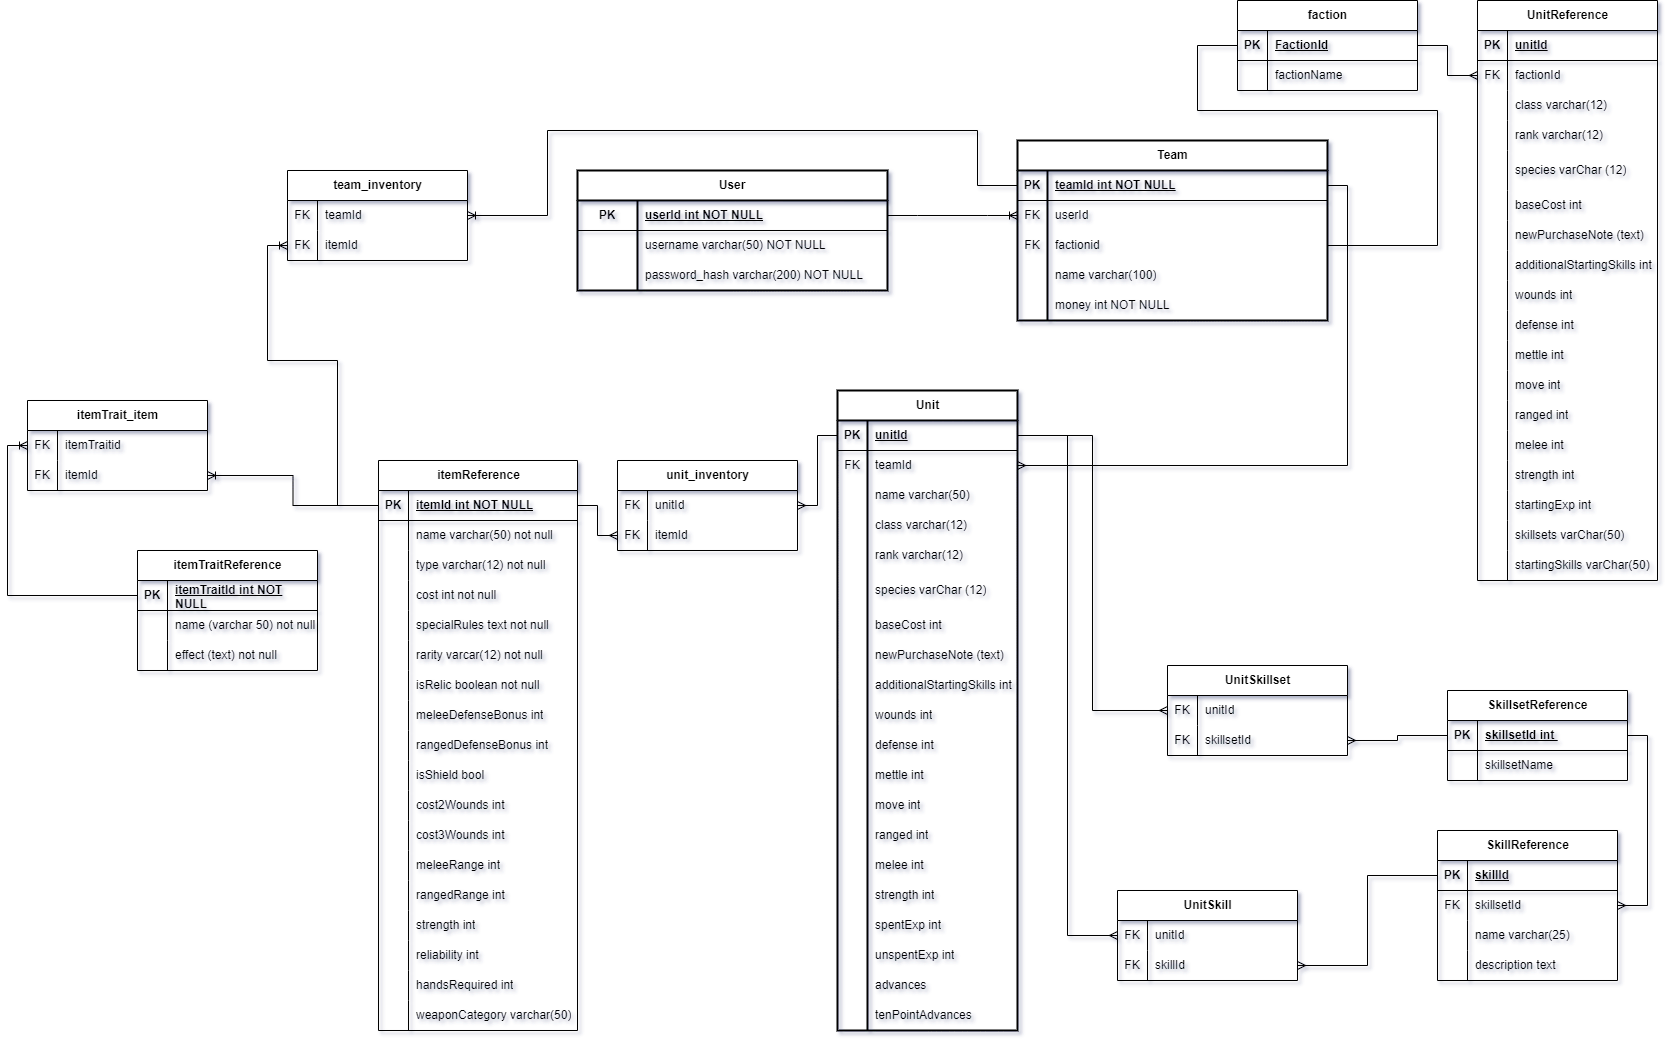 faction
PK FactionId
factionName
UnitReference
PK unitId
FK factionId
class varchar(12)
rank varchar(12)
species varChar (12)
baseCost int
newPurchaseNote (text)
additionalStartingSkills int
wounds int
defense int
mettle int
move int
ranged int
melee int
strength int
startingExp int
skillsets varChar(50)
startingSkills varChar(50)
Team
PK teamId int NOT NULL
FK userId
FK factionid
name varchar(100)
money int NOT NULL
team_inventory
FK teamId
FK itemId
User
PK userId int NOT NULL
username varchar(50) NOT NULL
password_hash varchar(200) NOT NULL
itemTrait_item
FK itemTraitid
FK itemId
itemTraitReference
PK itemTraitId int NOT
NULL
name (varchar 50) not null
effect (text) not null
itemReference
PK itemId int NOT NULL
name varchar(50) not null
type varchar(12) not null
cost int not null
specialRules text not null
rarity varcar(12) not null
isRelic boolean not null
meleeDefenseBonus int
rangedDefenseBonus int
isShield bool
cost2Wounds int
cost3Wounds int
meleeRange int
rangedRange int
strength int
reliability int
handsRequired int
weaponCategory varchar(50)
unit_inventory
FK unitId
FK itemId
Unit
PK unitId
FK teamId
name varchar(50)
class varchar(12)
rank varchar(12)
species varChar (12)
baseCost int
newPurchaseNote (text)
additionalStartingSkills int
wounds int
defense int
mettle int
move int
ranged int
melee int
strength int
spentExp int
unspentExp int
advances
tenPointAdvances
UnitSkillset
FK unitId
FK skillsetId
SkillsetReference
PK skillsetId int
skillsetName
SkillReference
PK skillId
FK skillsetId
name varchar(25)
description text
UnitSkill
FK unitId
FK skillId